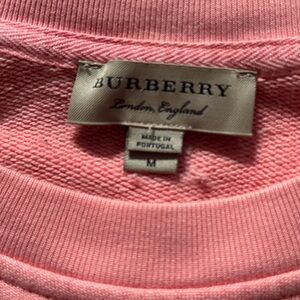 BURBERRY
London, England
MADE IN
PORTUGAL
M